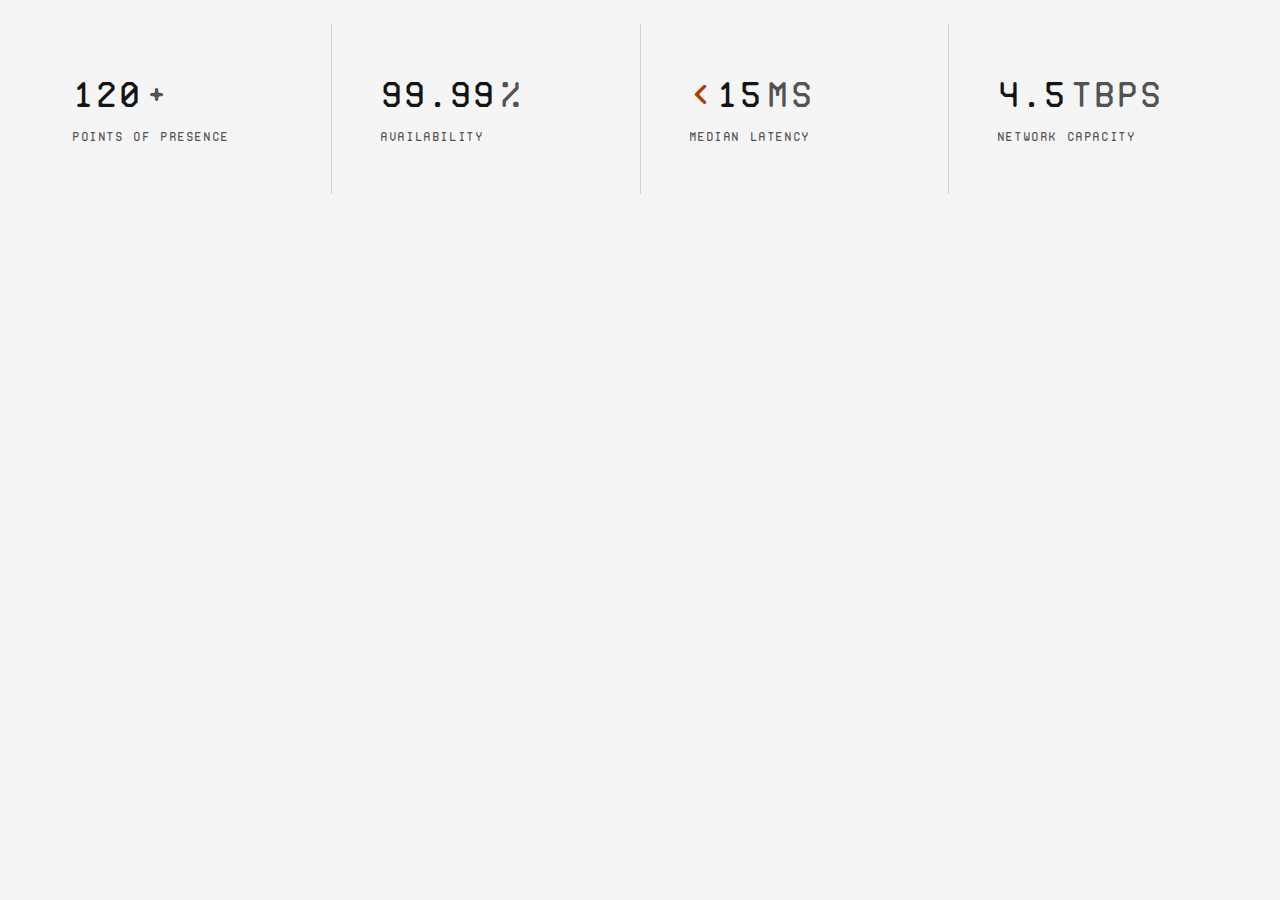 120+
POINTS OF PRESENCE
99.99%
AVAILABILITY
<15MS
MEDIAN LATENCY
4.5TBPS
NETWORK CAPACITY